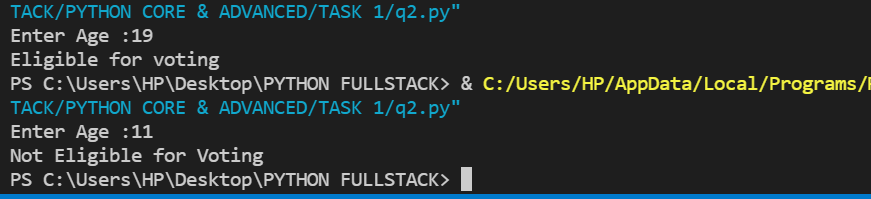 TACK/PYTHON CORE & ADVANCED/TASK 1/q2.py"
Enter Age :19
Eligible for voting
PS C:\Users\HP\Desktop\PYTHON FULLSTACK> & C:/Users/HP/AppData/Local/Programs/
TACK/PYTHON CORE & ADVANCED/TASK 1/q2.py"
Enter Age :11
Not Eligible for Voting
PS C:\Users\HP\Desktop\PYTHON FULLSTACK>